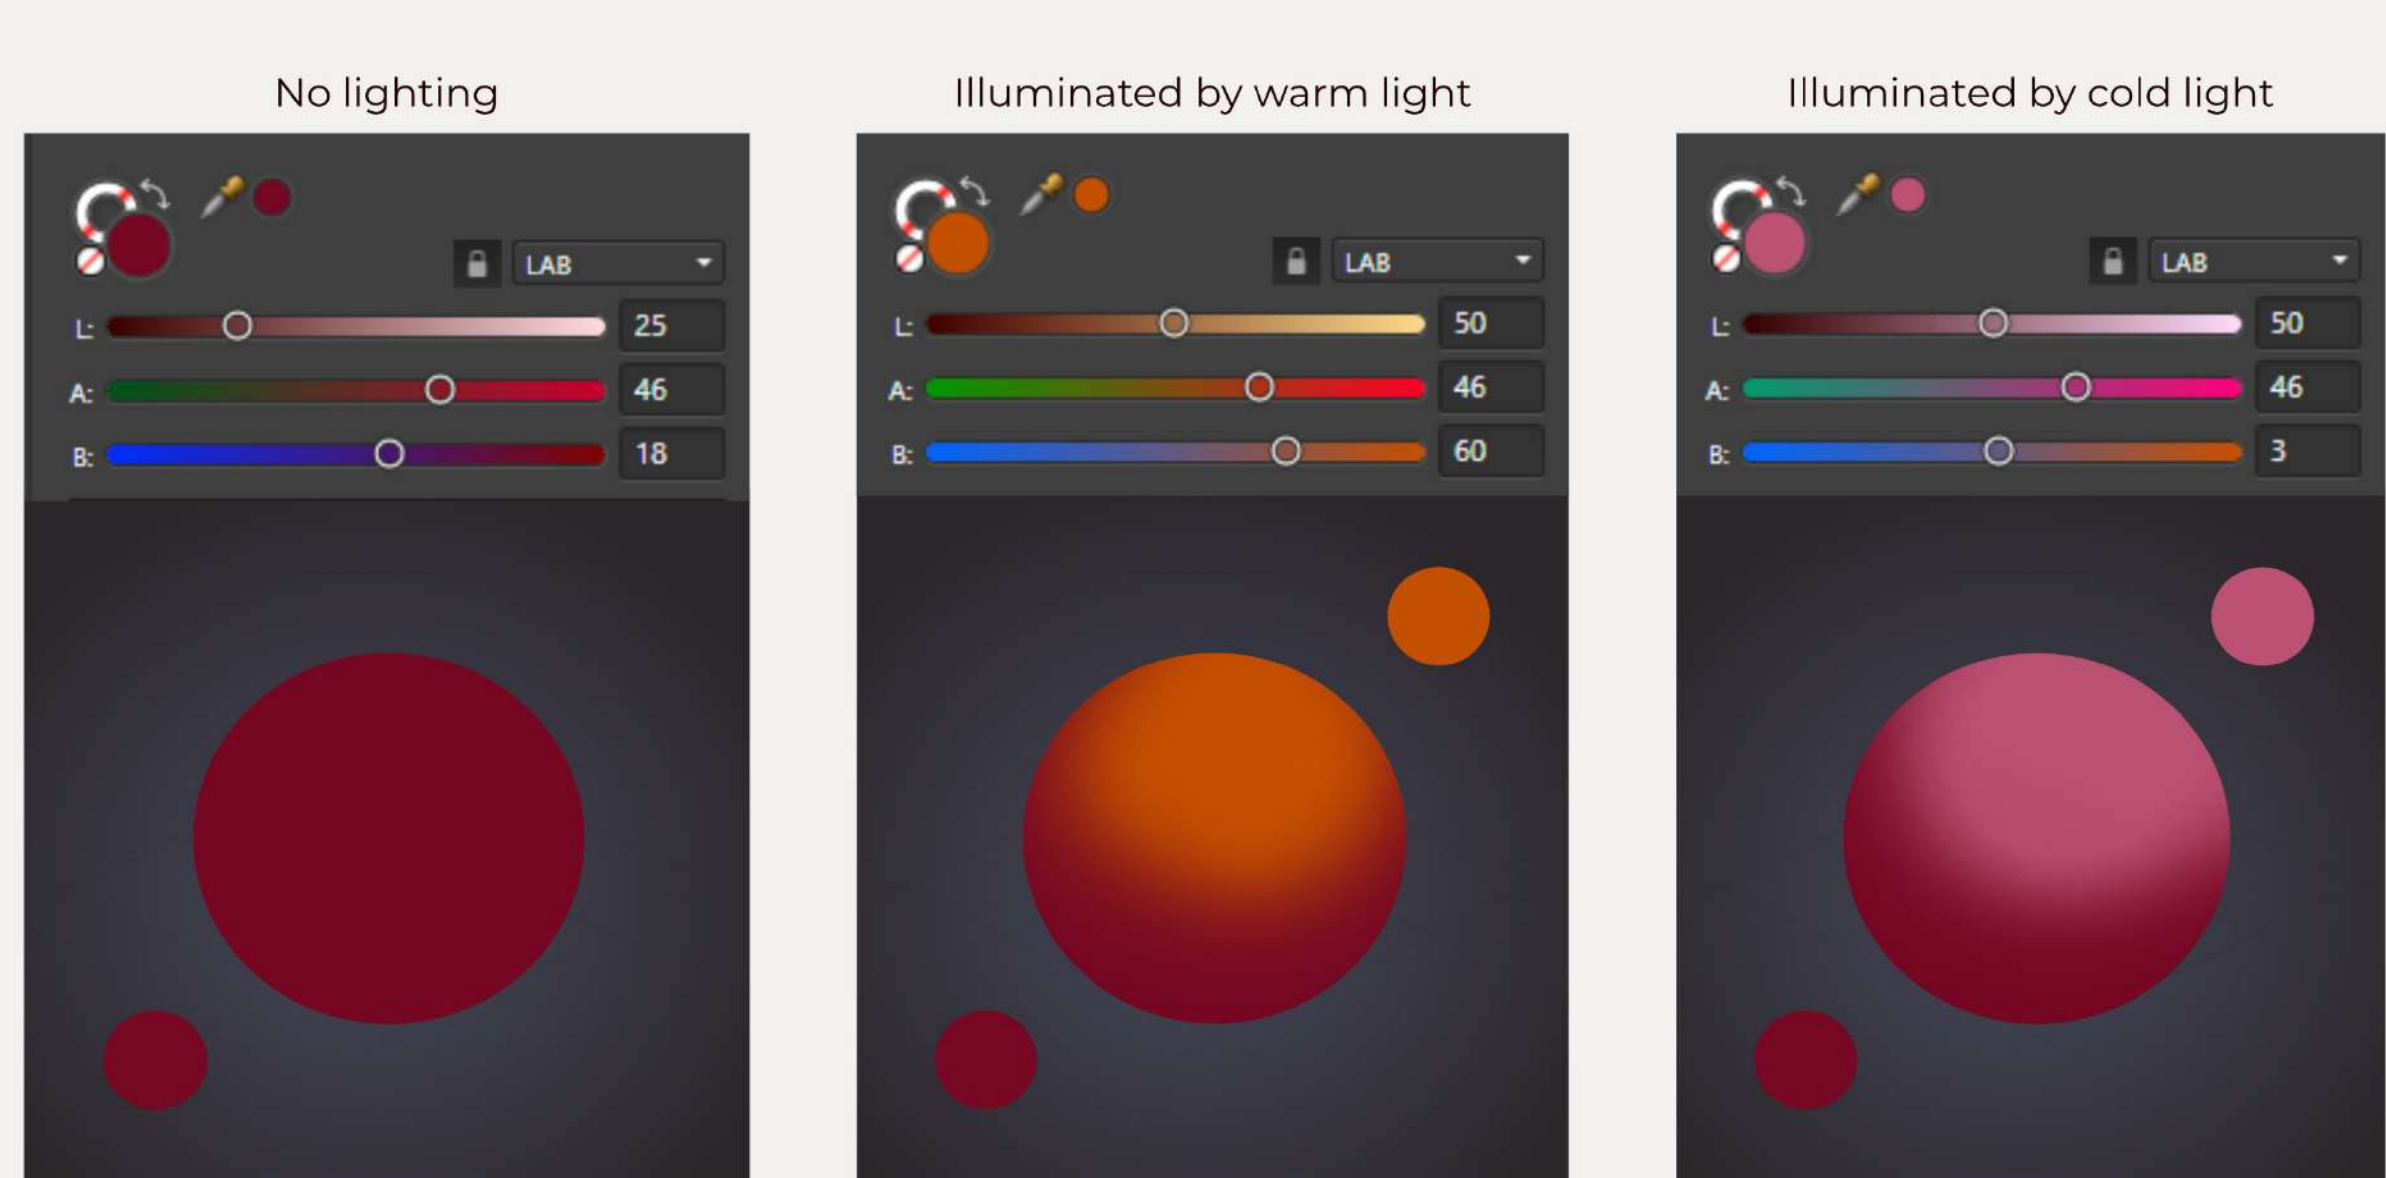 No lighting
LAB
L: 25
A: 46
B: 18
Illuminated by warm light
LAB
L: 50
A: 46
B: 60
Illuminated by cold light
LAB
L: 50
A: 46
B: 3